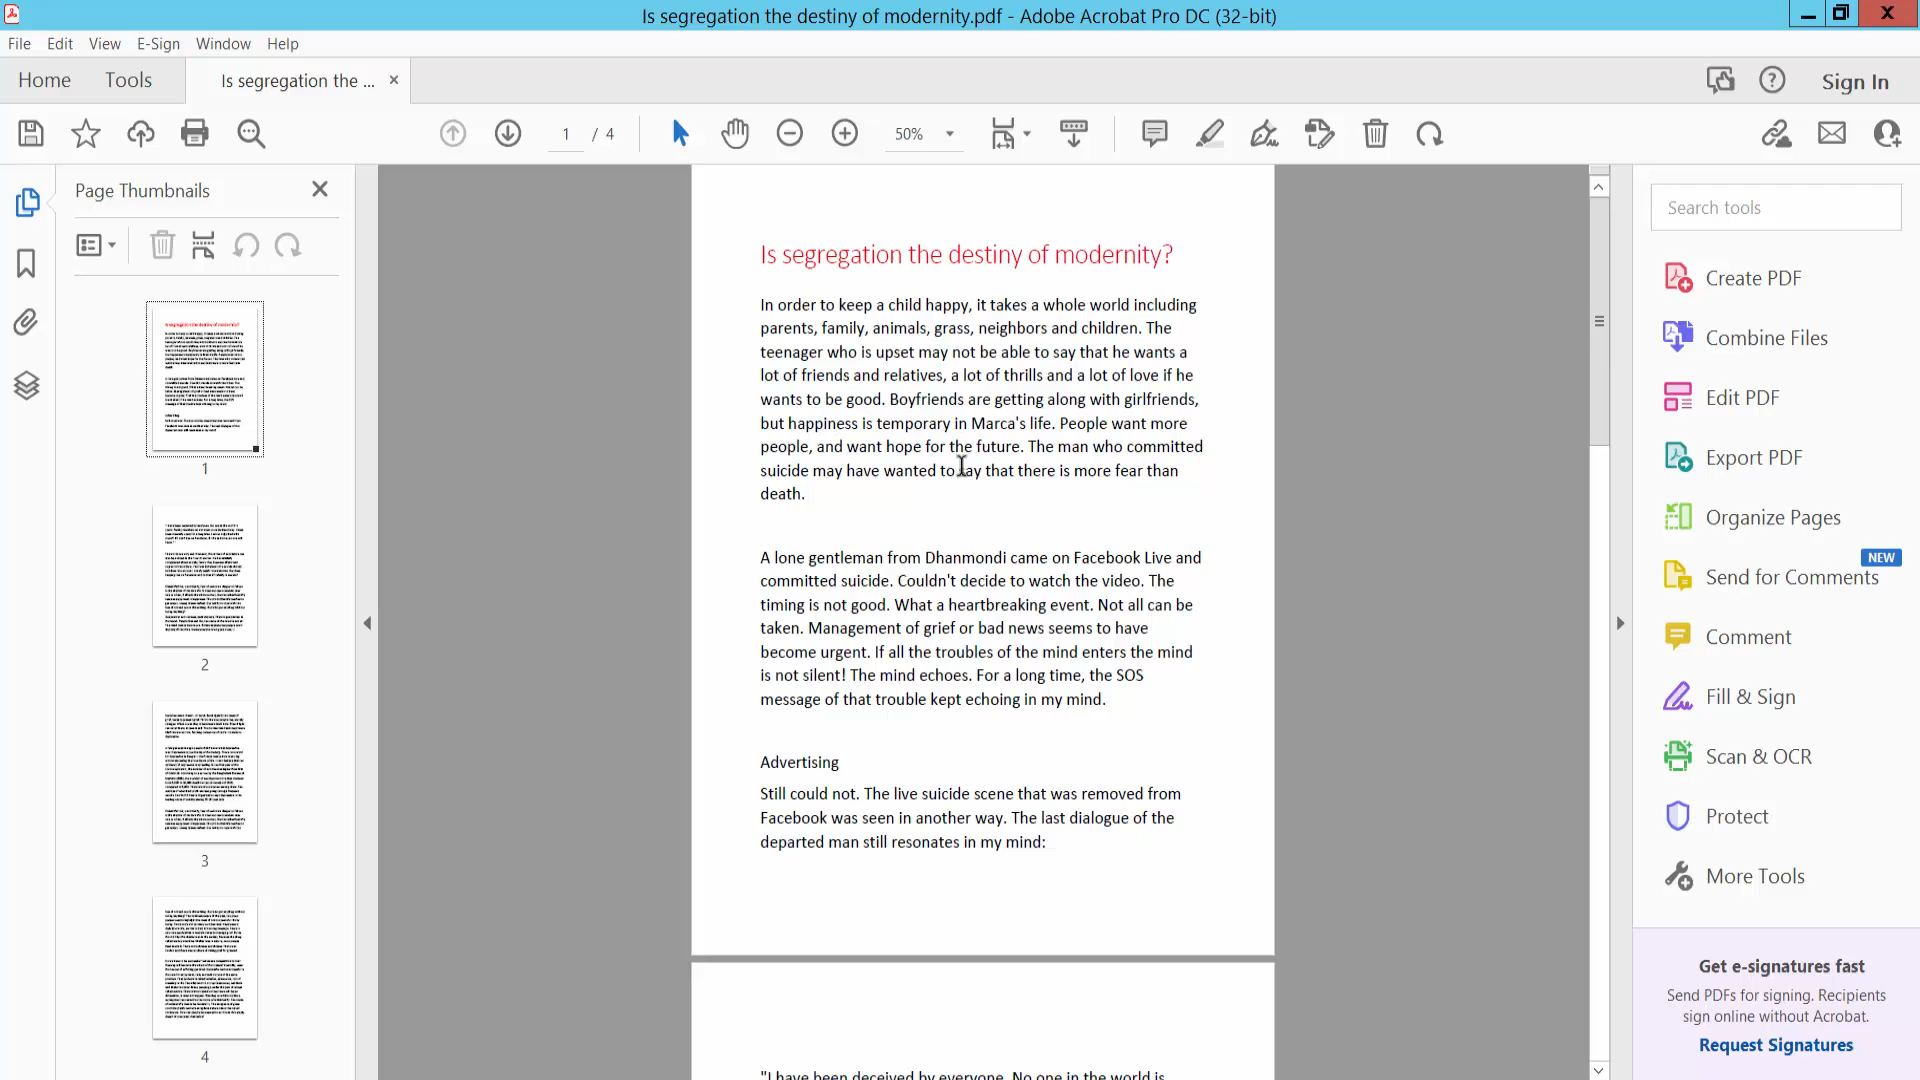 Is segregation the destiny of modernity.pdf - Adobe Acrobat Pro DC (32-bit)
File Edit View E-Sign Window Help
Home Tools Is segregation the ... Sign In
1 / 4 50%
Page Thumbnails
1
2
3
4
Is segregation the destiny of modernity?
In order to keep a child happy, it takes a whole world including
parents, family, animals, grass, neighbors and children. The
teenager who is upset may not be able to say that he wants a
lot of friends and relatives, a lot of thrills and a lot of love if he
wants to be good. Boyfriends are getting along with girlfriends,
but happiness is temporary in Marca's life. People want more
people, and want hope for the future. The man who committed
suicide may have wanted to say that there is more fear than
death.
A lone gentleman from Dhanmondi came on Facebook Live and
committed suicide. Couldn't decide to watch the video. The
timing is not good. What a heartbreaking event. Not all can be
taken. Management of grief or bad news seems to have
become urgent. If all the troubles of the mind enters the mind
is not silent! The mind echoes. For a long time, the SOS
message of that trouble kept echoing in my mind.
Advertising
Still could not. The live suicide scene that was removed from
Facebook was seen in another way. The last dialogue of the
departed man still resonates in my mind:
"I have been deceived by everyone. No one in the world is
Search tools
Create PDF
Combine Files
Edit PDF
Export PDF
Organize Pages
NEW
Send for Comments
Comment
Fill & Sign
Scan & OCR
Protect
More Tools
Get e-signatures fast
Send PDFs for signing. Recipients
sign online without Acrobat.
Request Signatures